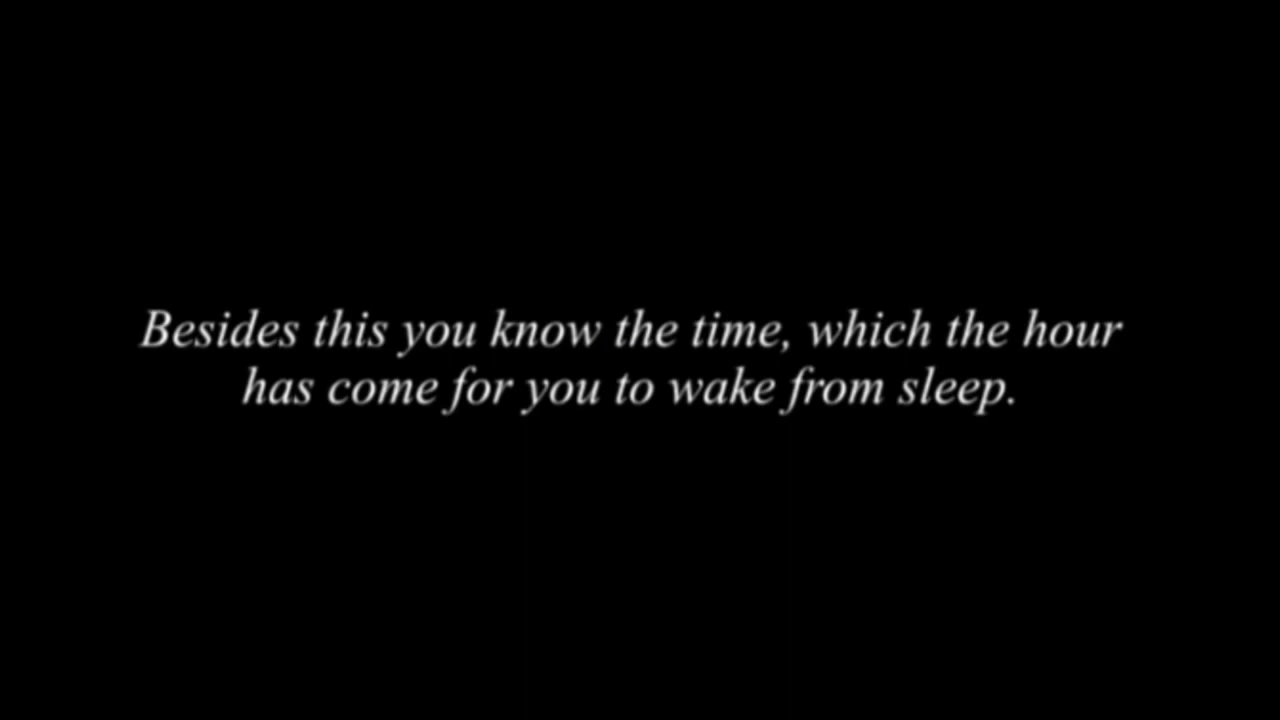 Besides this you know the time, which the hour
has come for you to wake from sleep.